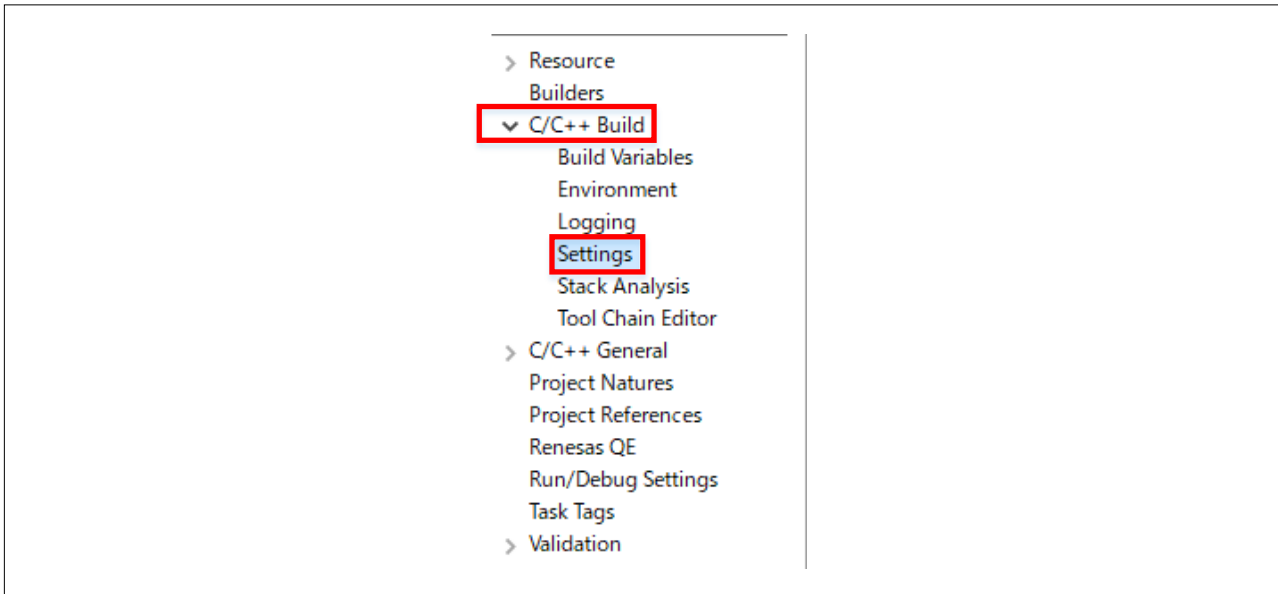 Resource
Builders
C/C++ Build
Build Variables
Environment
Logging
Settings
Stack Analysis
Tool Chain Editor
C/C++ General
Project Natures
Project References
Renesas QE
Run/Debug Settings
Task Tags
Validation